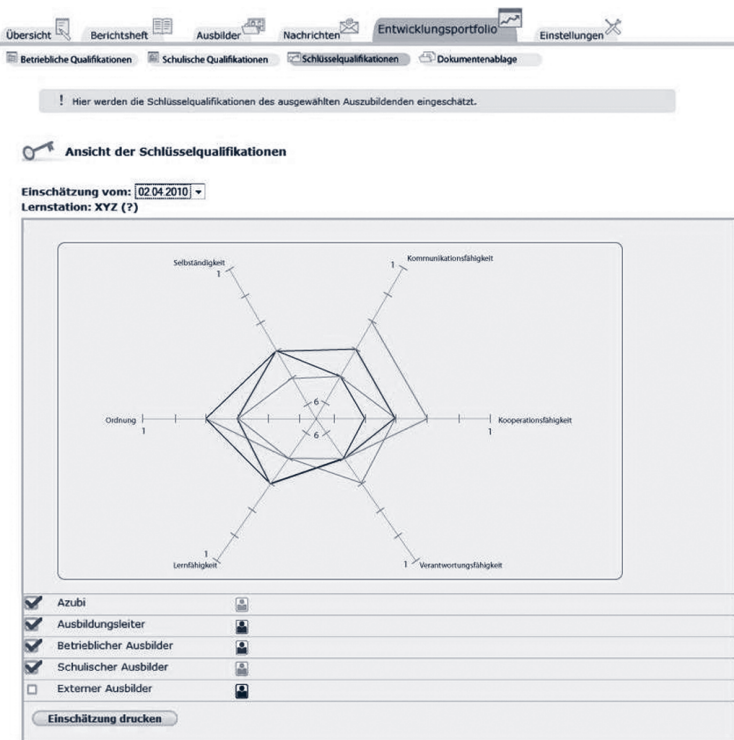 Übersicht Berichtsheft Ausbilder Nachrichten Entwicklungsportfolio Einstellungen
Betriebliche Qualifikationen Schulische Qualifikationen Schlüsselqualifikationen Dokumentenablage
! Hier werden die Schlüsselqualifikationen des ausgewählten Auszubildenden eingeschätzt.
Ansicht der Schlüsselqualifikationen
Einschätzung vom: 02.04.2010
Lernstation: XYZ (?)
Selbständigkeit
1
Kommunikationsfähigkeit
1
6
Ordnung
1
Kooperationsfähigkeit
1
6
1
Lernfähigkeit
1
Verantwortungsfähigkeit
Azubi
Ausbildungsleiter
Betrieblicher Ausbilder
Schulischer Ausbilder
Externer Ausbilder
Einschätzung drucken